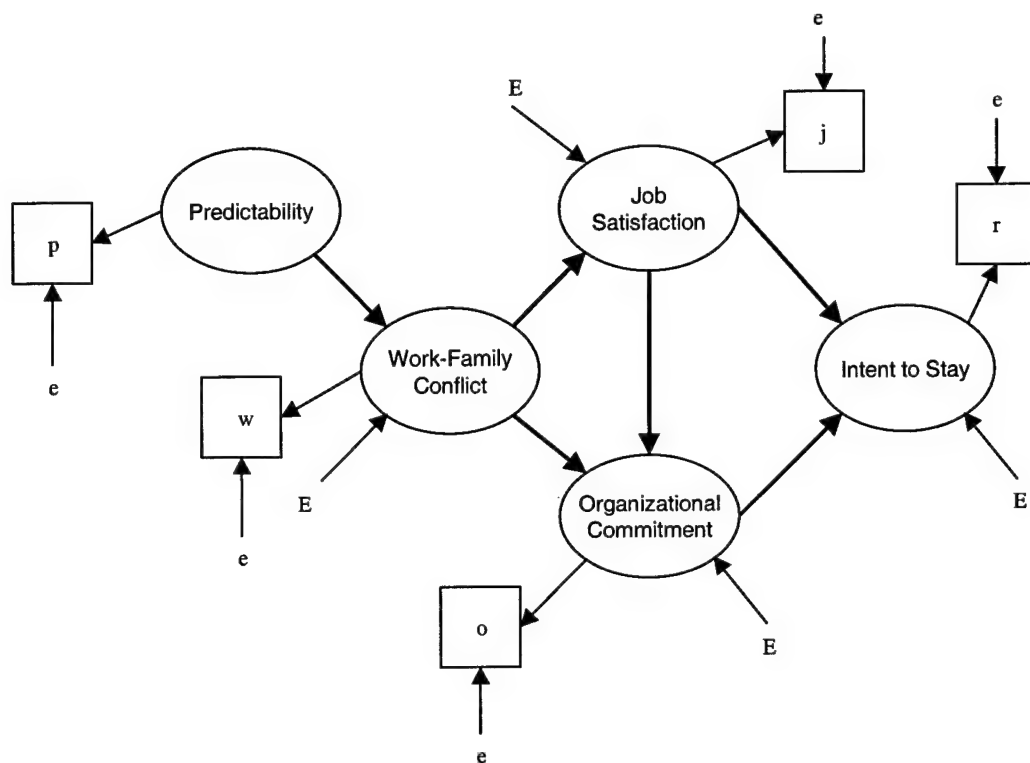 e
E
e
j
Job
Satisfaction
Predictability
r
p
Work-Family
Conflict
Intent to Stay
e
w
E
Organizational
Commitment
E
e
o
E
e